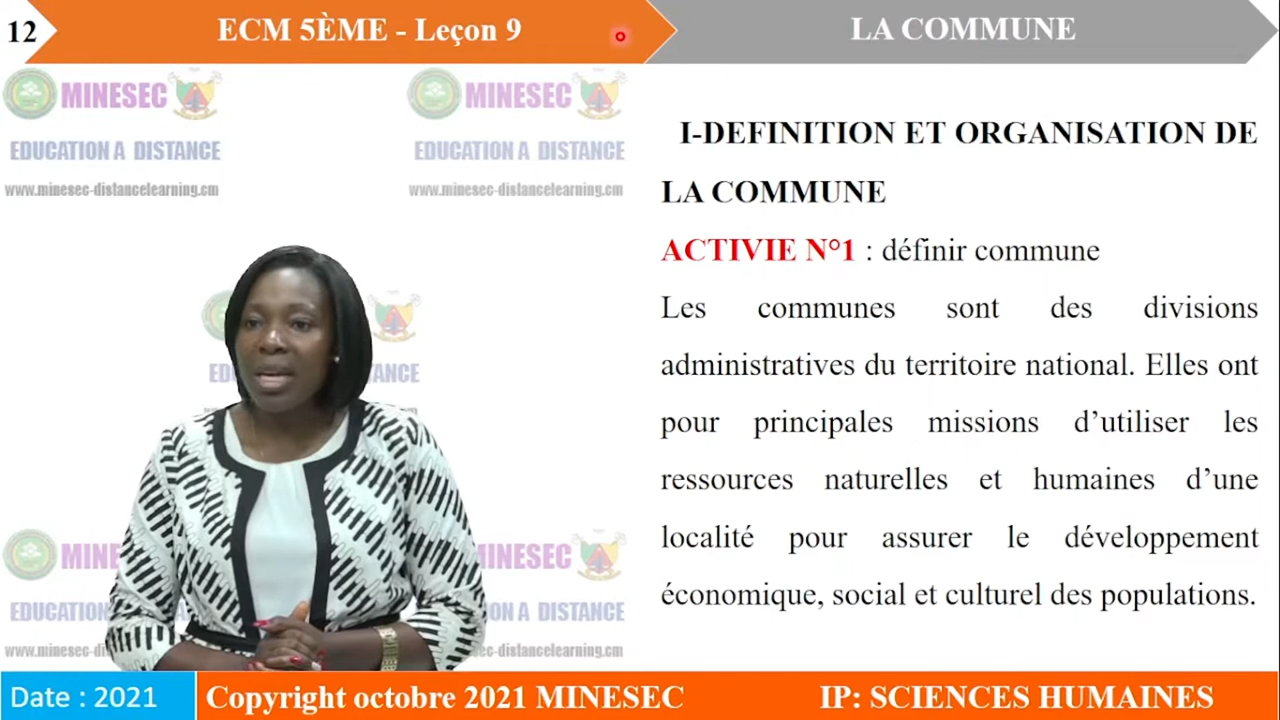 12
ECM 5ÈME - Leçon 9
LA COMMUNE
MINESEC
MINESEC
EDUCATION A DISTANCE
EDUCATION A DISTANCE
www.minesec-distancelearning.cm
www.minesec-distancelearning.cm
I-DEFINITION ET ORGANISATION DE
LA COMMUNE
ACTIVIE N°1 : définir commune
Les communes sont des divisions
administratives du territoire national. Elles ont
pour principales missions d’utiliser les
ressources naturelles et humaines d’une
localité pour assurer le développement
économique, social et culturel des populations.
MINESEC
EDUCATION A DISTANCE
Date : 2021
Copyright octobre 2021 MINESEC
IP: SCIENCES HUMAINES